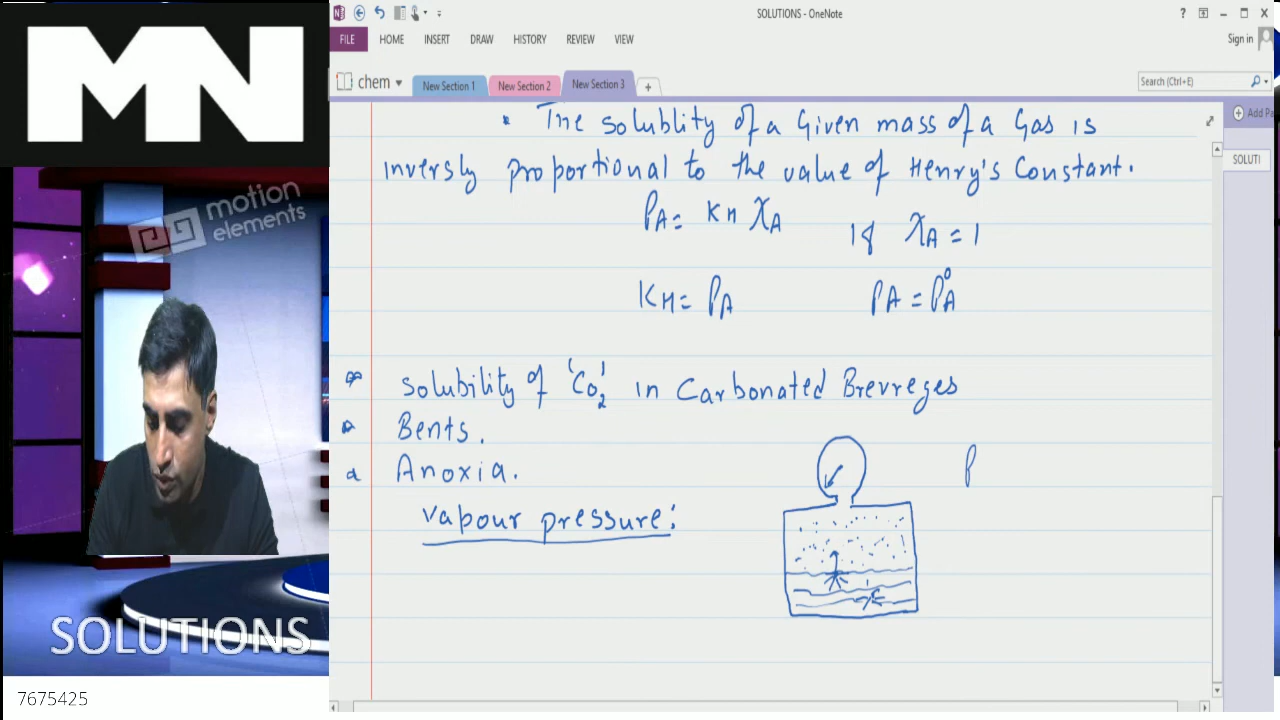 MN
motion
elements
SOLUTIONS
7675425
SOLUTIONS - OneNote
?
FILE HOME INSERT DRAW HISTORY REVIEW VIEW
Sign in
chem New Section 1 New Section 2 New Section 3 +
Search (Ctrl+E)
Add Pa
SOLUTI
The solublity of a Given mass of a Gas is
inversly proportional to the value of Henry's Constant.
PA = KH XA
If XA = 1
KH = PA
PA = P°A
Solubility of 'CO2' in Carbonated Brevreges
Bents.
Anoxia.
Vapour pressure:
P